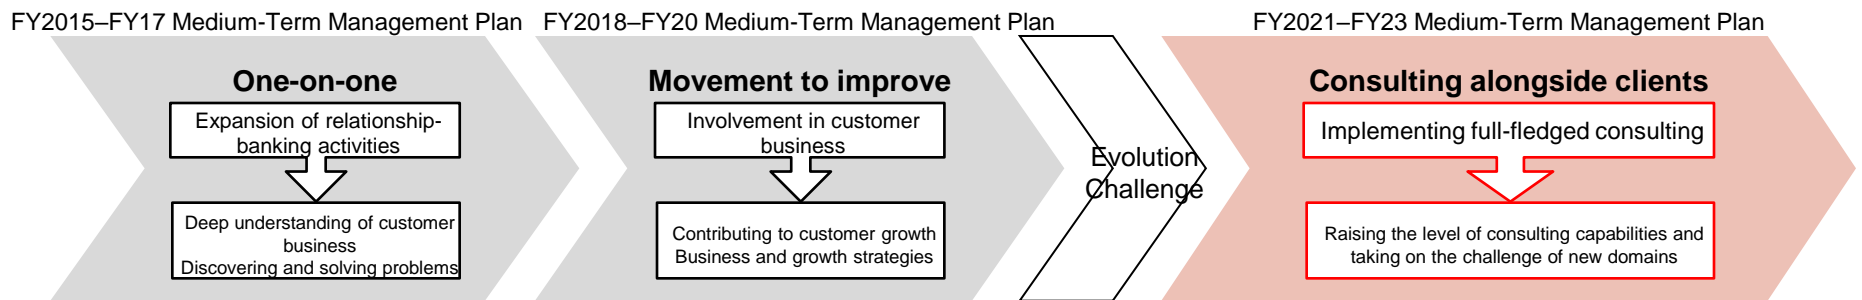 FY2015–FY17 Medium-Term Management Plan
One-on-one
Expansion of relationship-
banking activities
Deep understanding of customer
business
Discovering and solving problems
FY2018–FY20 Medium-Term Management Plan
Movement to improve
Involvement in customer
business
Contributing to customer growth
Business and growth strategies
Evolution
Challenge
FY2021–FY23 Medium-Term Management Plan
Consulting alongside clients
Implementing full-fledged consulting
Raising the level of consulting capabilities and
taking on the challenge of new domains